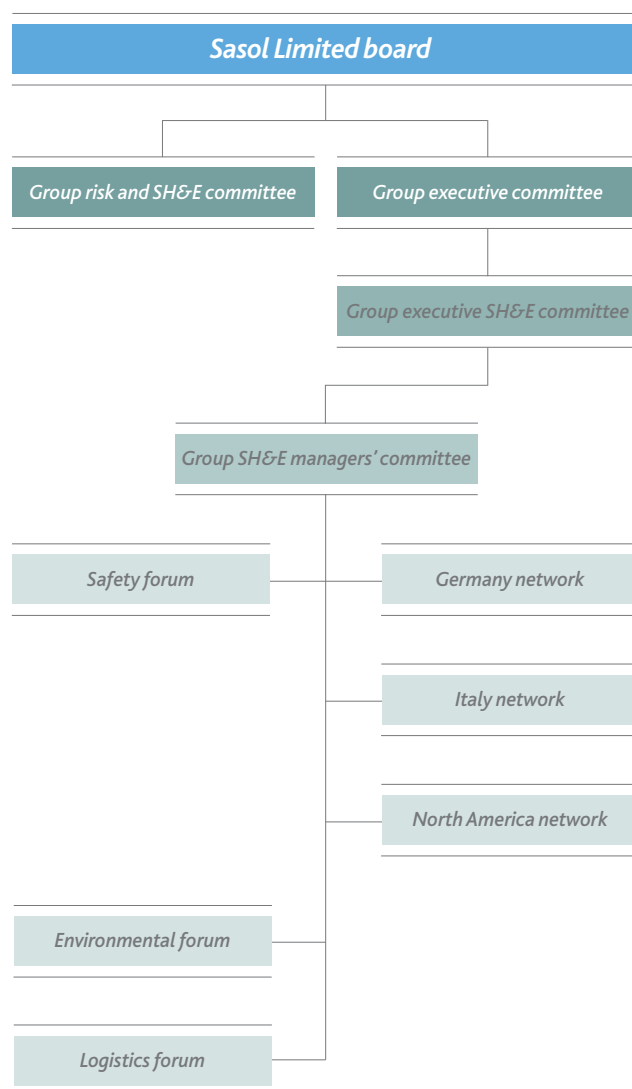 Sasol Limited board
Group risk and SH&E committee
Group executive committee
Group executive SH&E committee
Group SH&E managers’ committee
Safety forum
Germany network
Italy network
North America network
Environmental forum
Logistics forum